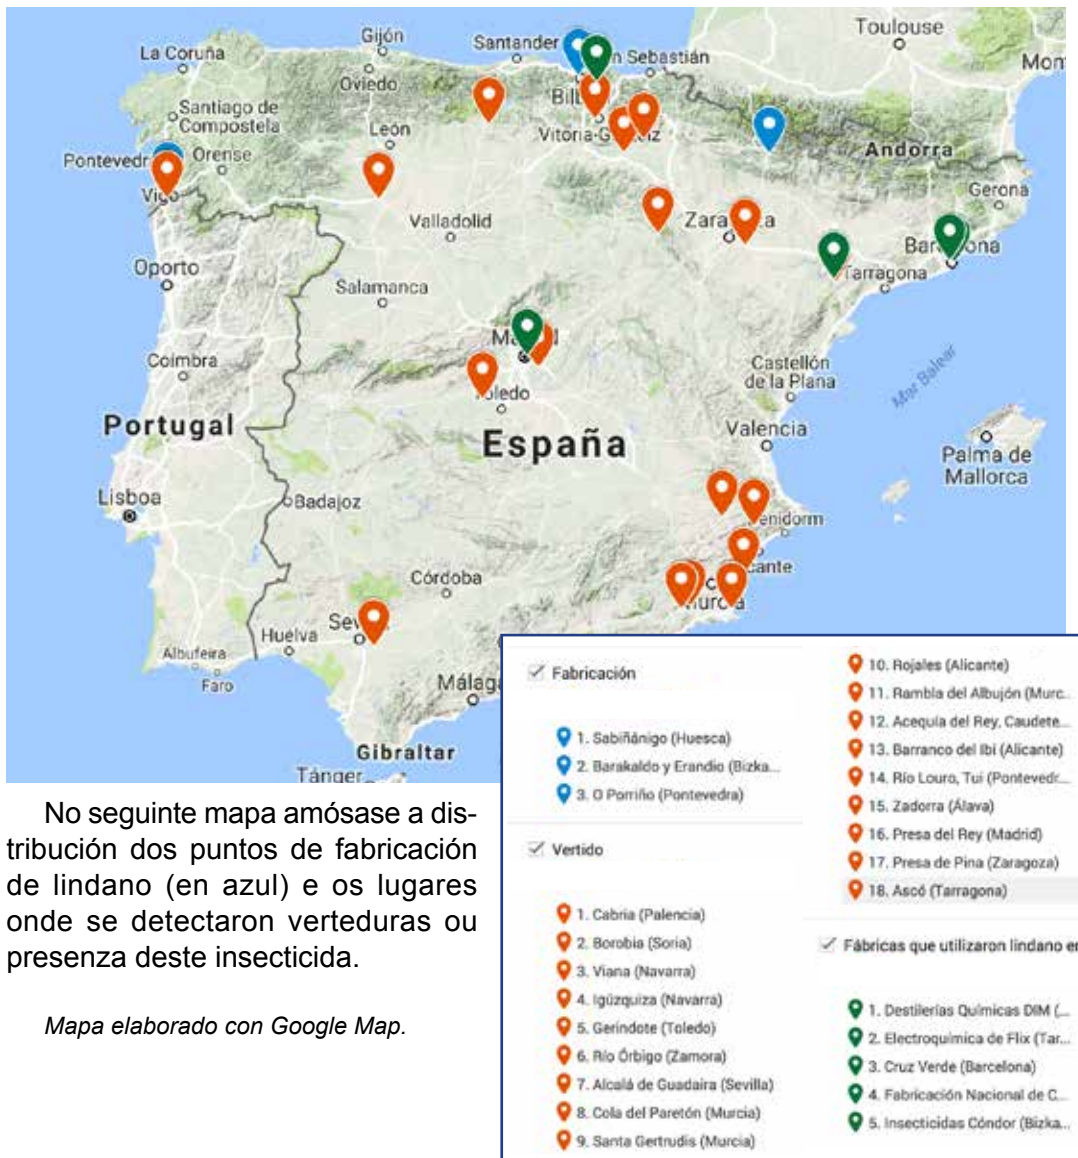 Toulouse
Gijón
La Coruña
Santander
n Sebastián
Mon
Oviedo
Santiago de
Compostela
León
Bil
Vitoria-G
iz
Pontevedr
Orense
Andorra
Vigo
Gerona
Valladolid
Zara
za
Bar
ona
Oporto
Tarragona
Salamanca
Ma
Coimbra
Castellón
de la Plana
Mar Balear
Toledo
Portugal
España
Valencia
Palma de
Mallorca
Lisboa
Badajoz
enidorm
cante
Córdoba
Murcia
Sev
Huelva
Albufeira
Faro
Málag
Gibraltar
Tánger
No seguinte mapa amósase a dis-
tribución dos puntos de fabricación
de lindano (en azul) e os lugares
onde se detectaron verteduras ou
presenza deste insecticida.
Mapa elaborado con Google Map.
Fabricación
1. Sabiñánigo (Huesca)
2. Barakaldo y Erandio (Bizka...
3. O Porriño (Pontevedra)
Vertido
1. Cabria (Palencia)
2. Borobia (Soria)
3. Viana (Navarra)
4. Igúzquiza (Navarra)
5. Gerindote (Toledo)
6. Río Órbigo (Zamora)
7. Alcalá de Guadaira (Sevilla)
8. Cola del Paretón (Murcia)
9. Santa Gertrudis (Murcia)
10. Rojales (Alicante)
11. Rambla del Albujón (Murc...
12. Acequia del Rey, Caudete...
13. Barranco del Ibi (Alicante)
14. Río Louro, Tui (Pontevedr...
15. Zadorra (Álava)
16. Presa del Rey (Madrid)
17. Presa de Pina (Zaragoza)
18. Ascó (Tarragona)
Fábricas que utilizaron lindano en
1. Destilerías Químicas DIM (...
2. Electroquímica de Flix (Tar...
3. Cruz Verde (Barcelona)
4. Fabricación Nacional de C...
5. Insecticidas Cóndor (Bizka...